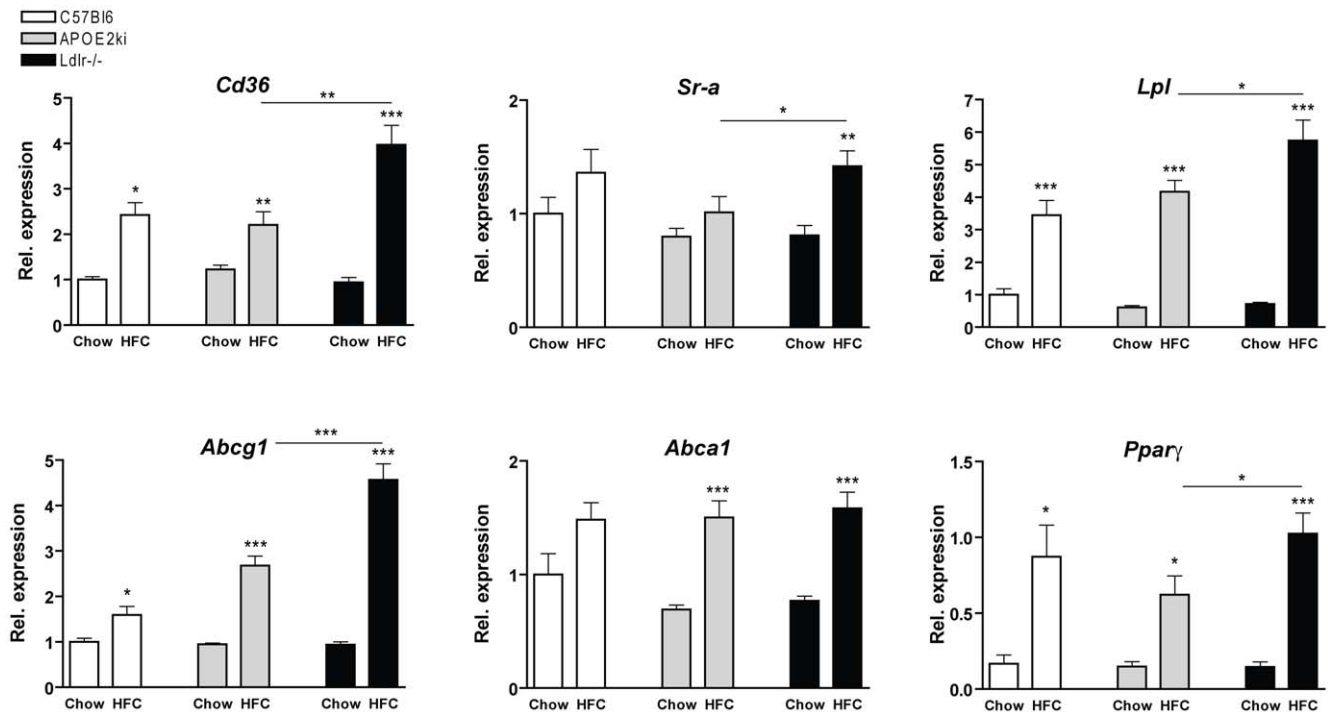 C57Bl6
APOE2ki
Ldlr-/-
Cd36
Rel. expression
5
4
3
2
1
0
*
**
**
***
Chow HFC Chow HFC Chow HFC
Sr-a
Rel. expression
2
1
0
*
**
Chow HFC Chow HFC Chow HFC
Lpl
Rel. expression
7
6
5
4
3
2
1
0
***
***
*
***
Chow HFC Chow HFC Chow HFC
Abcg1
Rel. expression
5
4
3
2
1
0
*
***
***
***
Chow HFC Chow HFC Chow HFC
Abca1
Rel. expression
2
1
0
***
***
Chow HFC Chow HFC Chow HFC
Pparγ
Rel. expression
1.5
1.0
0.5
0.0
*
*
*
***
Chow HFC Chow HFC Chow HFC